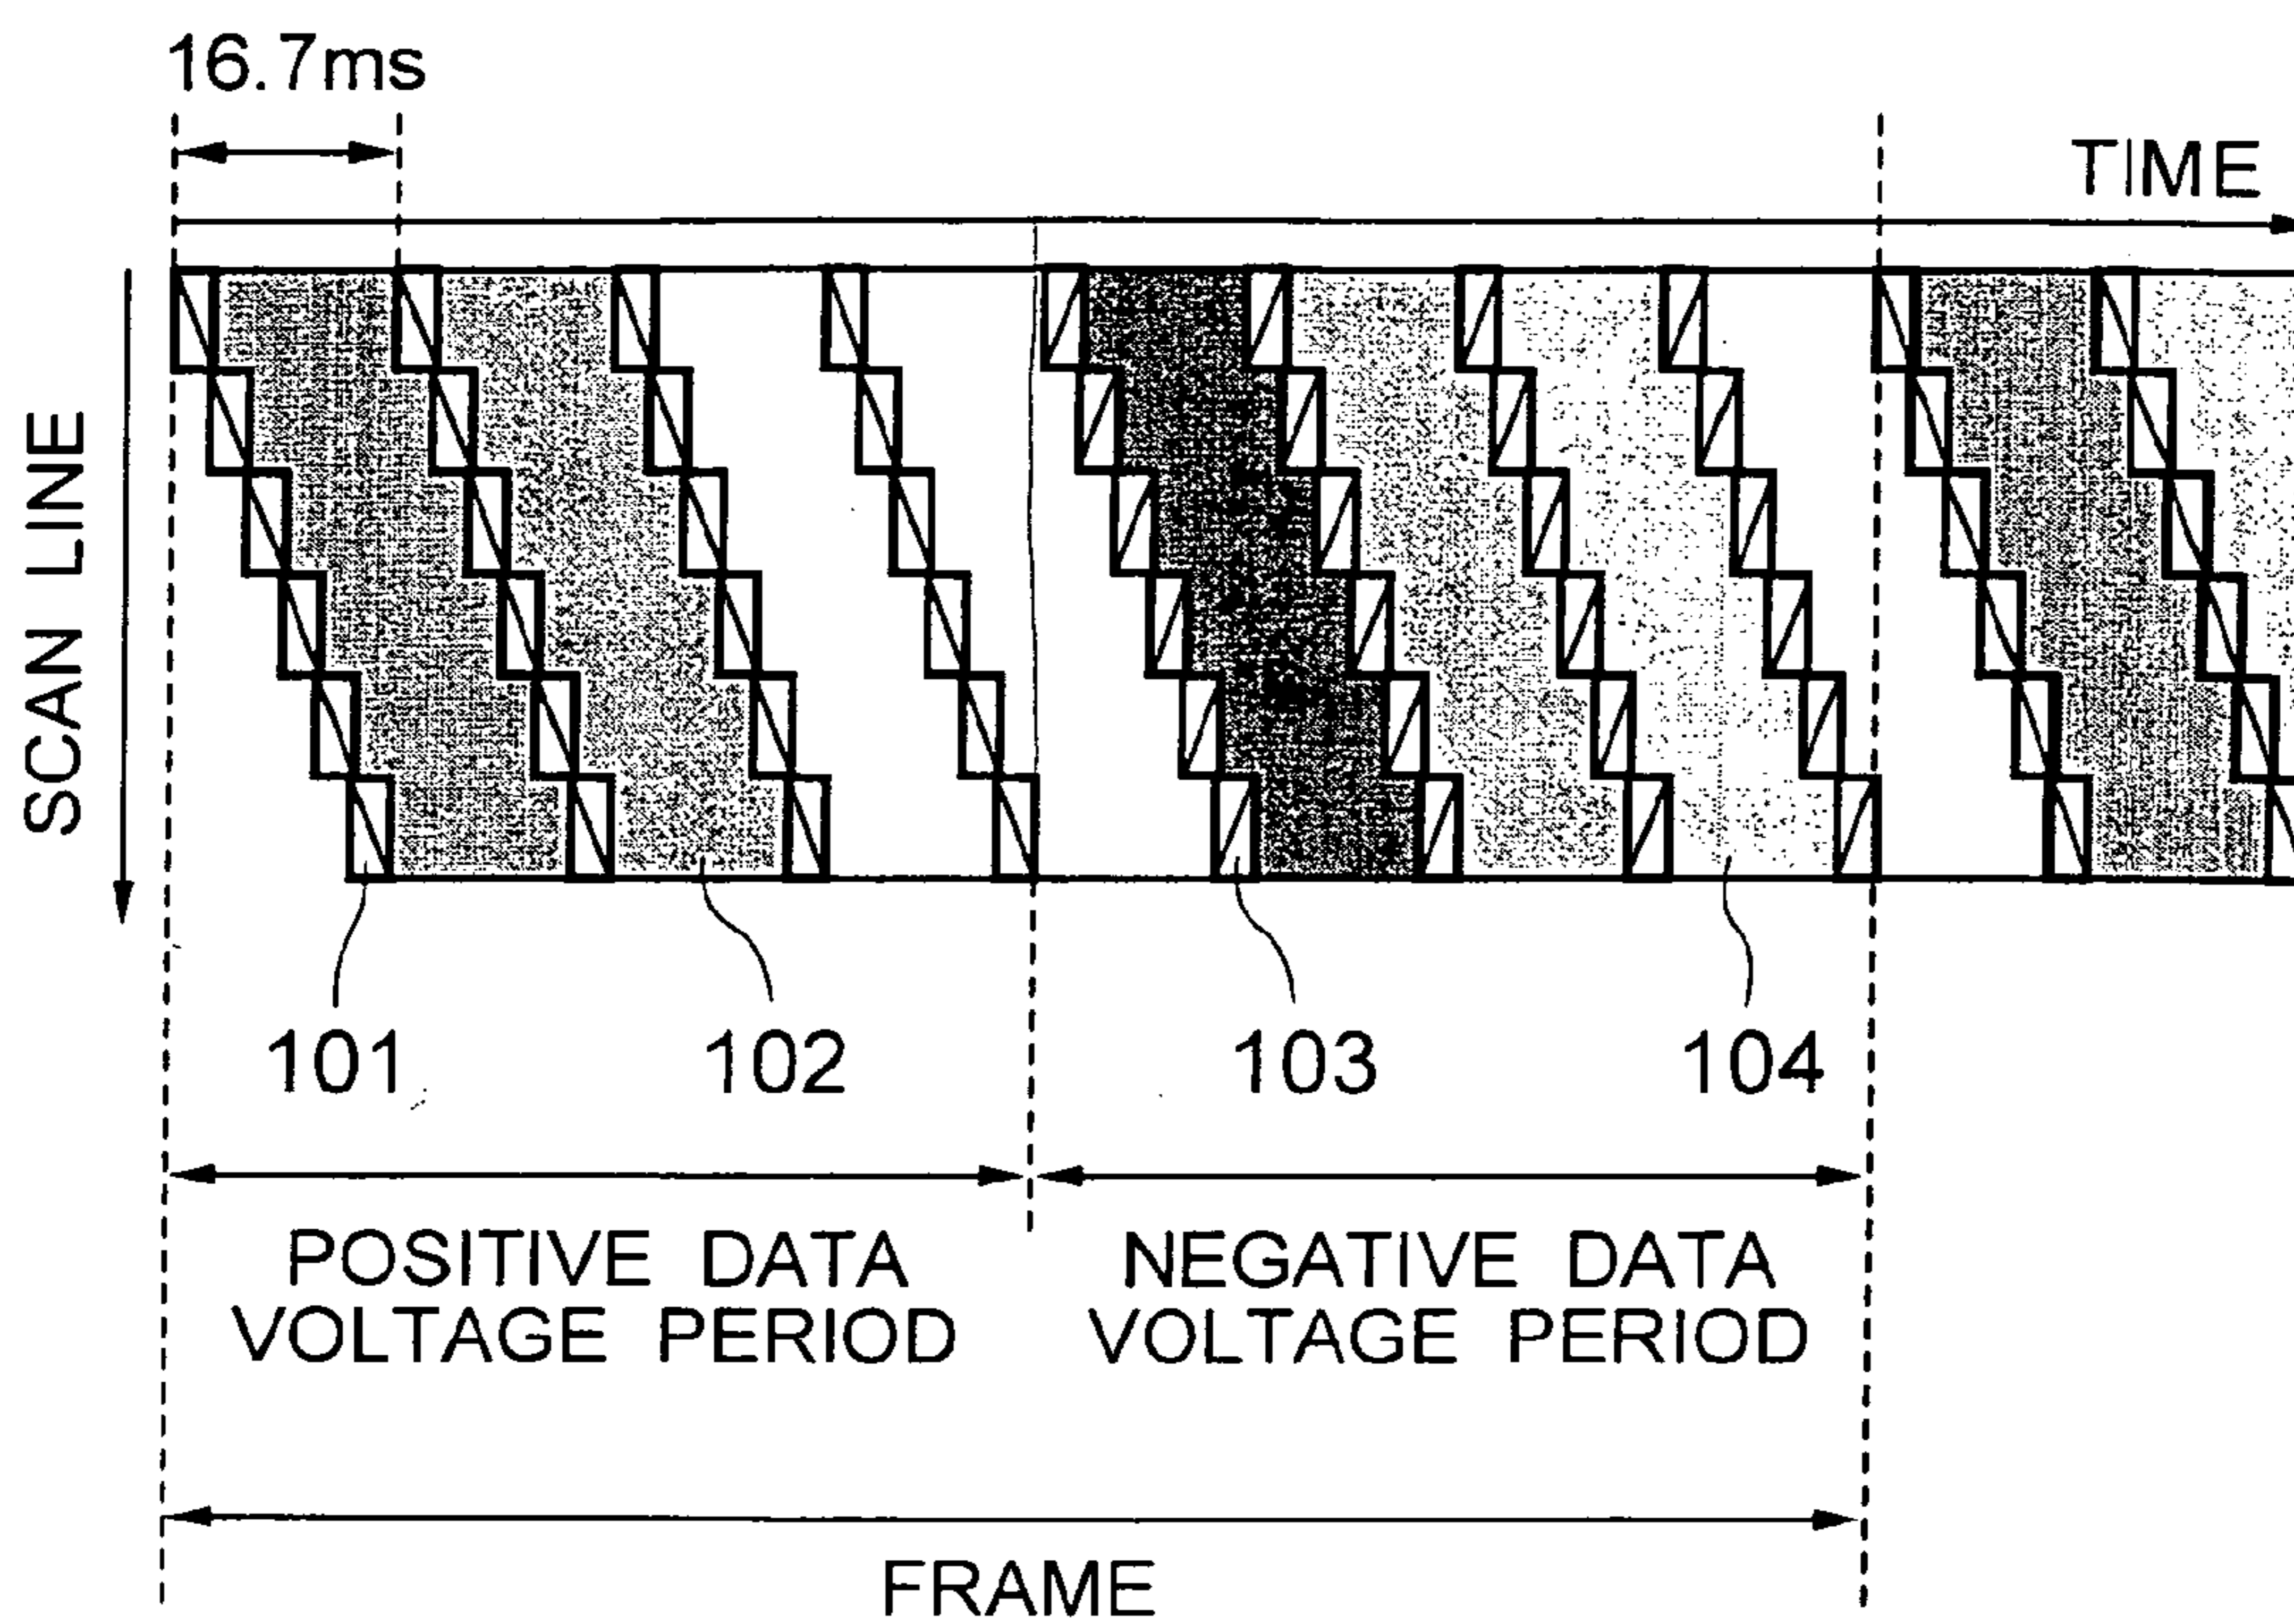 16.7ms
TIME
SCAN LINE
101
102
103
104
POSITIVE DATA
VOLTAGE PERIOD
NEGATIVE DATA
VOLTAGE PERIOD
FRAME